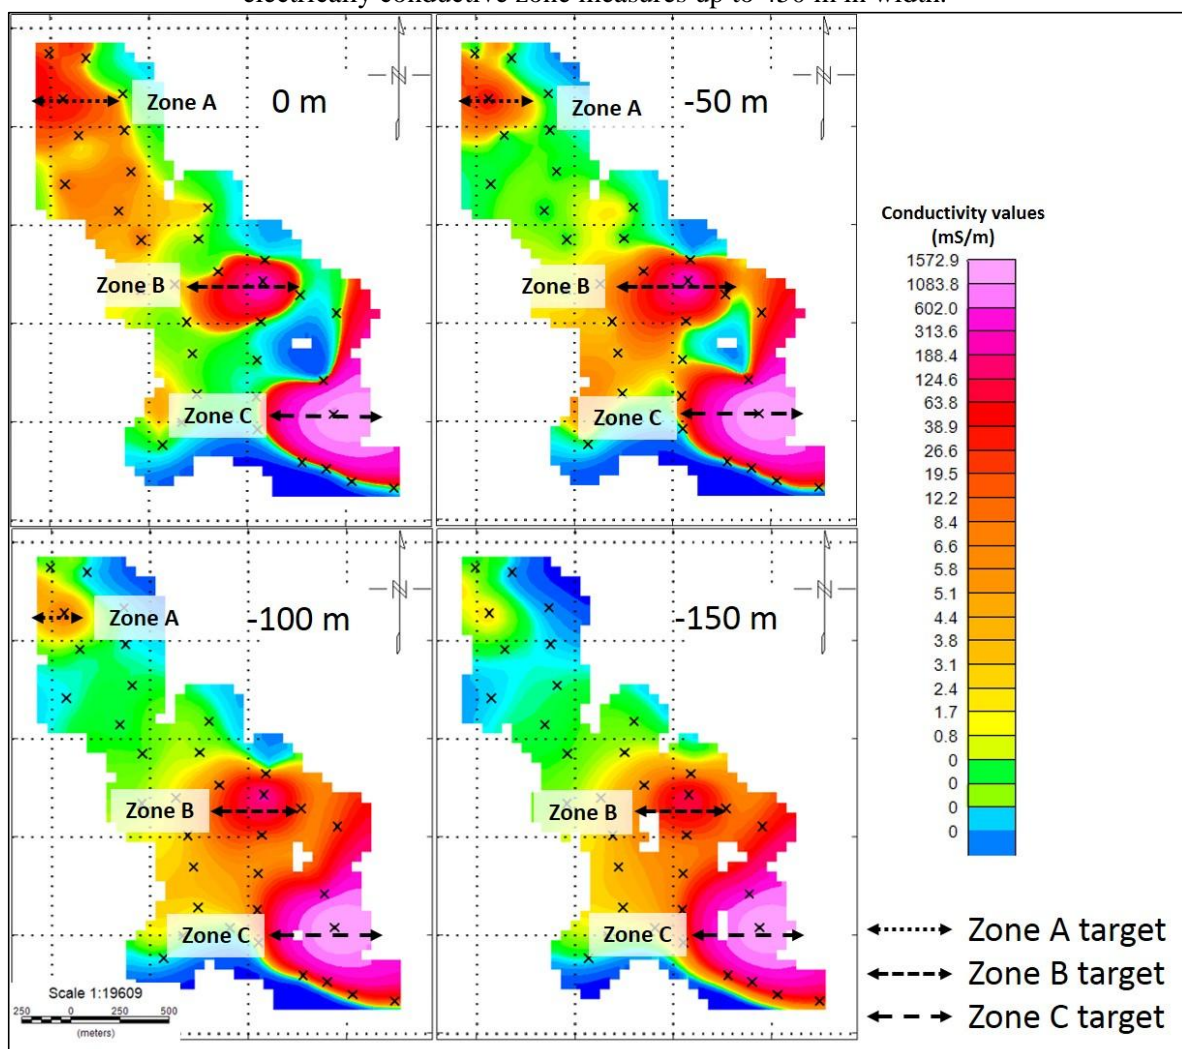 electrically conductive zone measures up to 450 m in width.
Zone A
0 m
N
Zone B
Zone C
Zone A
-50 m
N
Zone B
Zone C
Conductivity values
(mS/m)
1572.9
1083.8
602.0
313.6
188.4
124.6
63.8
38.9
26.6
19.5
12.2
8.4
6.6
5.8
5.1
4.4
3.8
3.1
2.4
1.7
0.8
0
0
0
0
Zone A
-100 m
N
Zone B
Zone C
Scale 1:19609
250 0 250 500
(meters)
-150 m
N
Zone B
Zone C
Zone A target
Zone B target
Zone C target